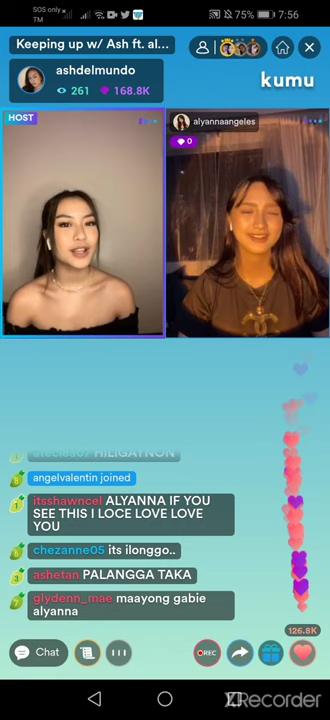 SOS only
TM
75%
7:56
Keeping up w/ Ash ft. al...
ashdelmundo
261
168.8K
kumu
HOST
alyannaangeles
0
HILIGAYNON
angelvalentin joined
itsshawncel ALYANNA IF YOU
SEE THIS I LOCE LOVE LOVE
YOU
chezanne05 its ilonggo..
ashetan PALANGGA TAKA
glydenn_mae maayong gabie
alyanna
126.8K
Chat
REC
XRecorder